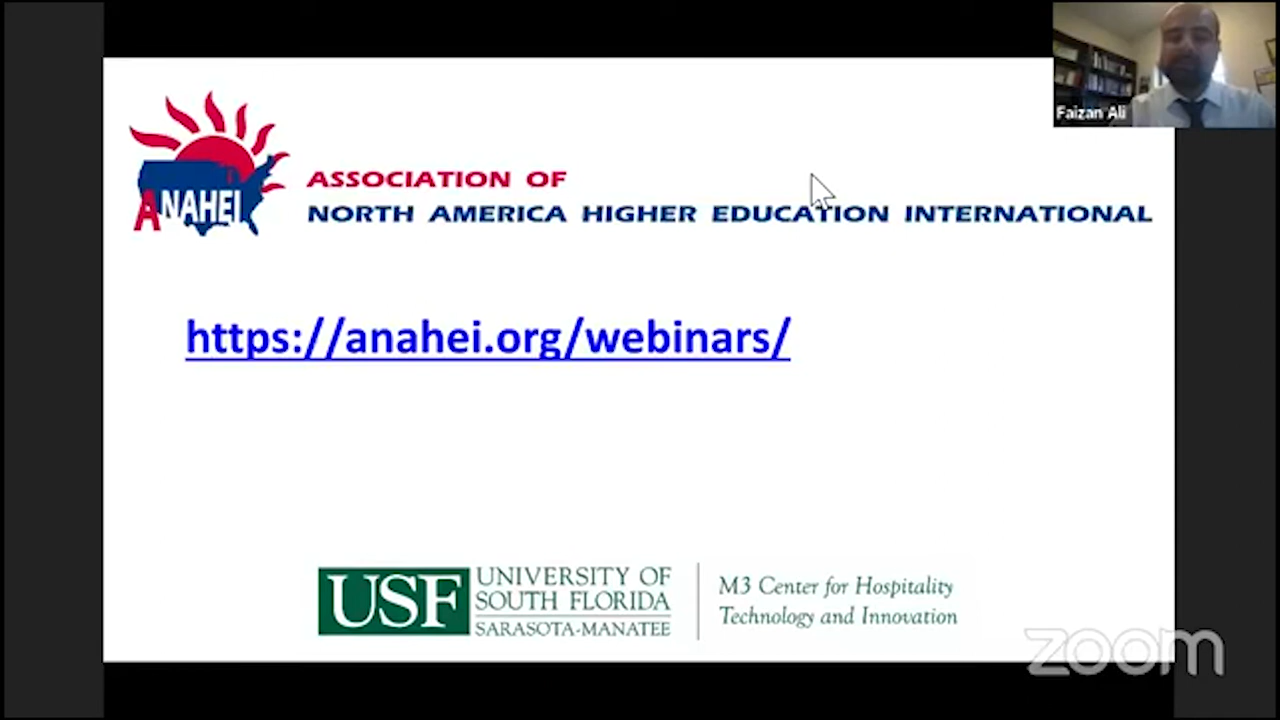 Faizan Ali
ANAHEI
ASSOCIATION OF
NORTH AMERICA HIGHER EDUCATION INTERNATIONAL
https://anahei.org/webinars/
USF
UNIVERSITY OF
SOUTH FLORIDA
SARASOTA-MANATEE
M3 Center for Hospitality
Technology and Innovation
zoom